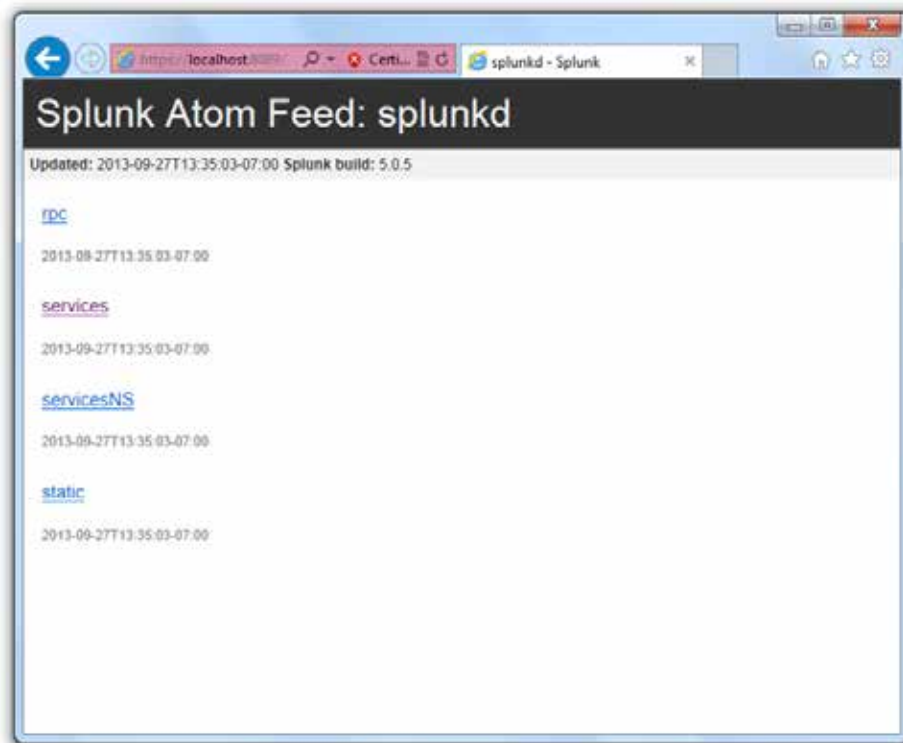 localhost
Certi...
splunkd - Splunk
Splunk Atom Feed: splunkd
Updated: 2013-09-27T13:35:03-07:00 Splunk build: 5.0.5
rpc
2013-09-27T13:35:03-07:00
services
2013-09-27T13:35:03-07:00
servicesNS
2013-09-27T13:35:03-07:00
static
2013-09-27T13:35:03-07:00